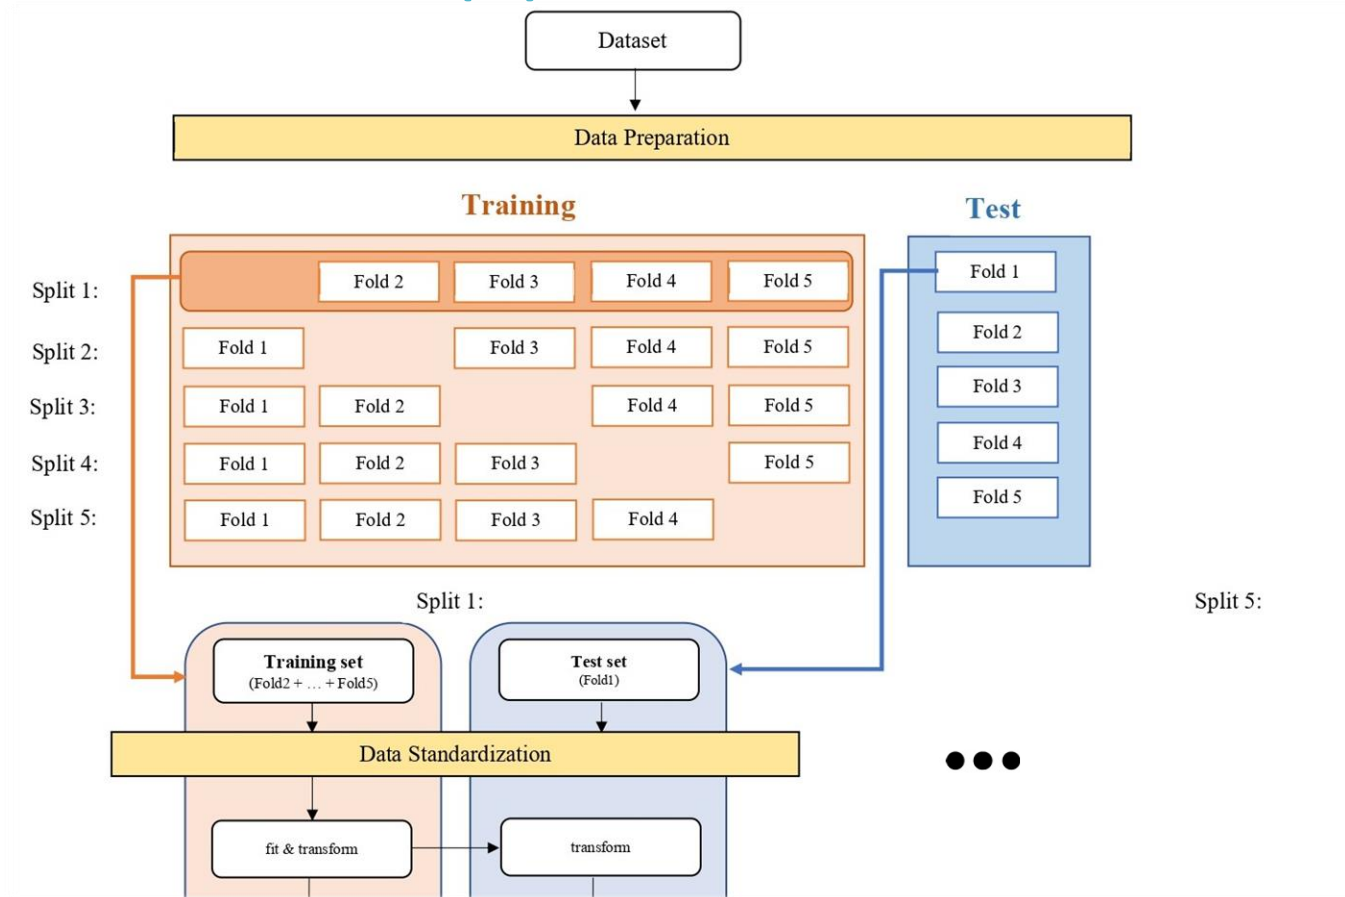 Dataset
Data Preparation
Training
Test
Split 1:
Fold 2
Fold 3
Fold 4
Fold 5
Fold 1
Split 2:
Fold 1
Fold 3
Fold 4
Fold 5
Fold 2
Split 3:
Fold 1
Fold 2
Fold 4
Fold 5
Fold 3
Split 4:
Fold 1
Fold 2
Fold 3
Fold 5
Fold 4
Split 5:
Fold 1
Fold 2
Fold 3
Fold 4
Fold 5
Split 1:
Split 5:
Training set
(Fold2 + … + Fold5)
Test set
(Fold1)
Data Standardization
fit & transform
transform